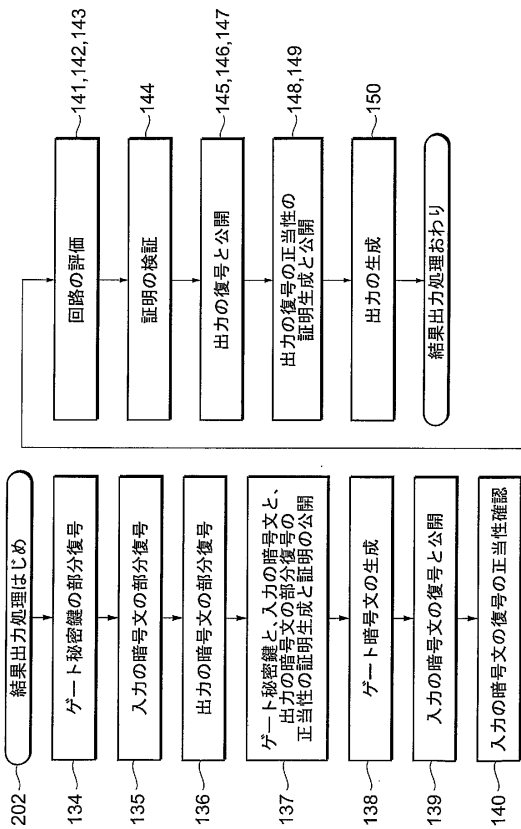 202
結果出力処理はじめ
134
ゲート秘密鍵の部分復号
135
入力の暗号文の部分復号
136
出力の暗号文の部分復号
137
ゲート秘密鍵と、入力の暗号文と、
出力の暗号文の部分復号の
正当性の証明生成と証明の公開
138
ゲート暗号文の生成
139
入力の暗号文の復号と公開
140
入力の暗号文の復号の正当性確認
141,142,143
回路の評価
144
証明の検証
145,146,147
出力の復号と公開
148,149
出力の復号の正当性の
証明生成と公開
150
出力の生成
結果出力処理おわり